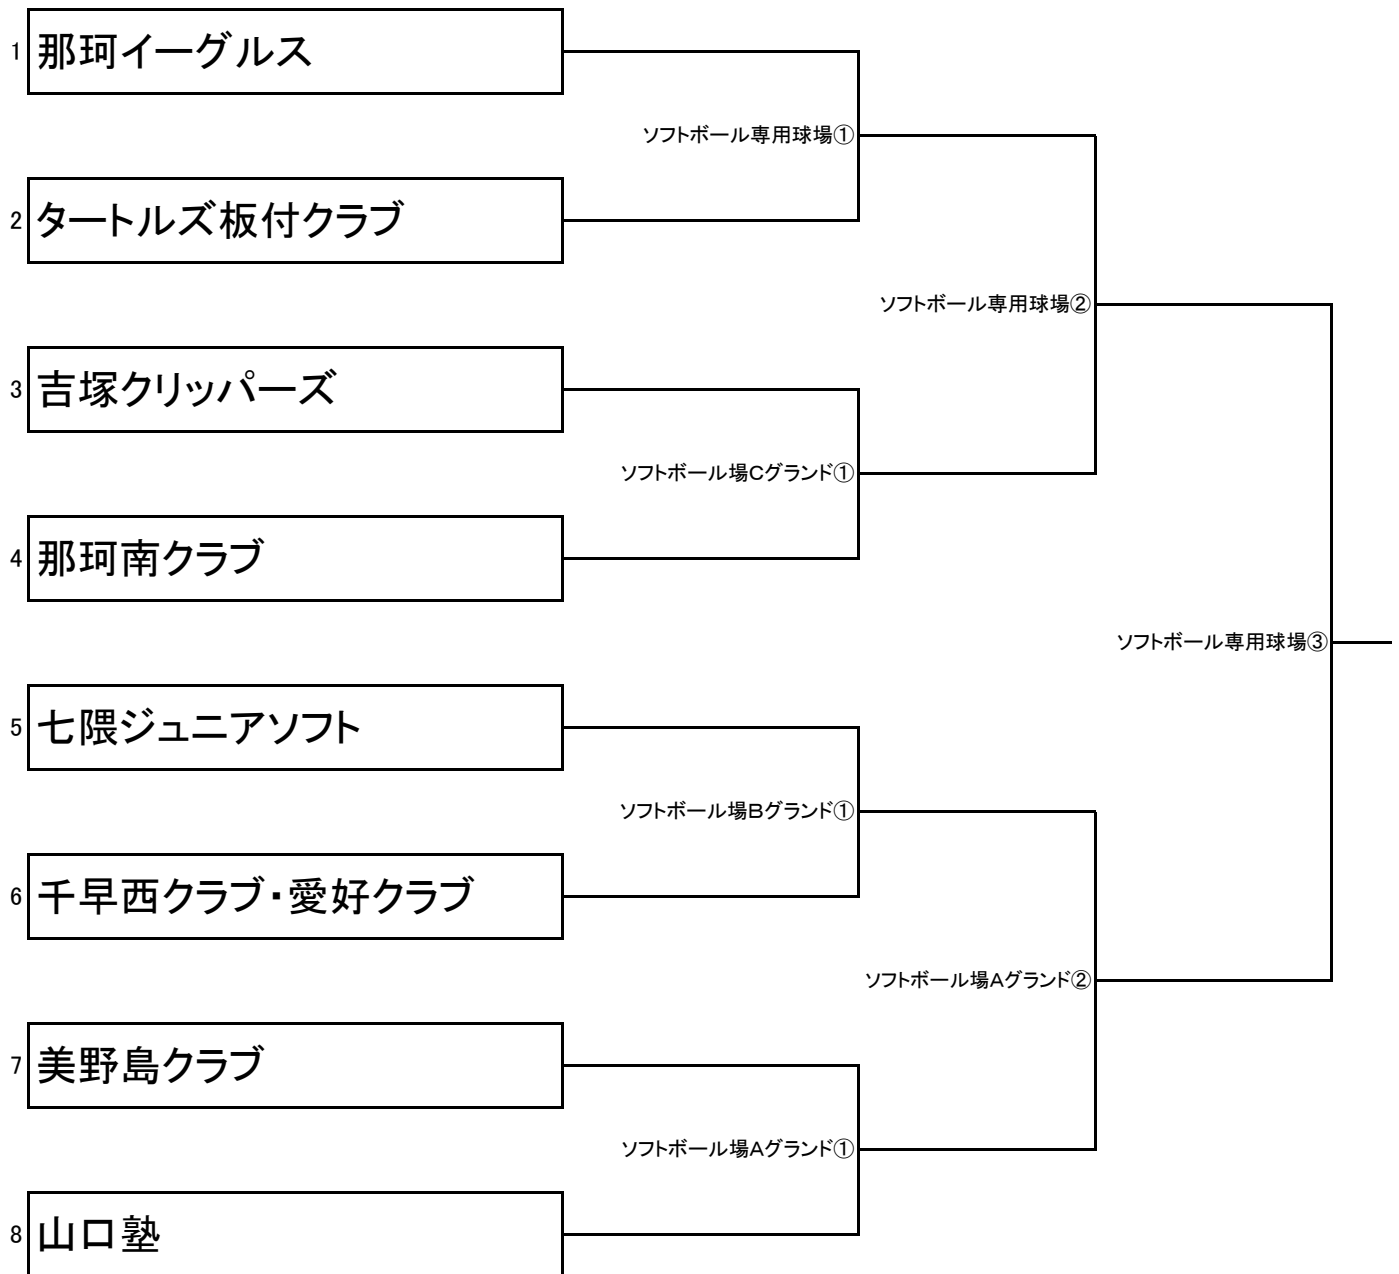 1 那珂イーグルス
ソフトボール専用球場①
2 タートルズ板付クラブ
ソフトボール専用球場②
3 吉塚クリッパーズ
ソフトボール場Cグランド①
4 那珂南クラブ
ソフトボール専用球場③
5 七隈ジュニアソフト
ソフトボール場Bグランド①
6 千早西クラブ・愛好クラブ
ソフトボール場Aグランド②
7 美野島クラブ
ソフトボール場Aグランド①
8 山口塾